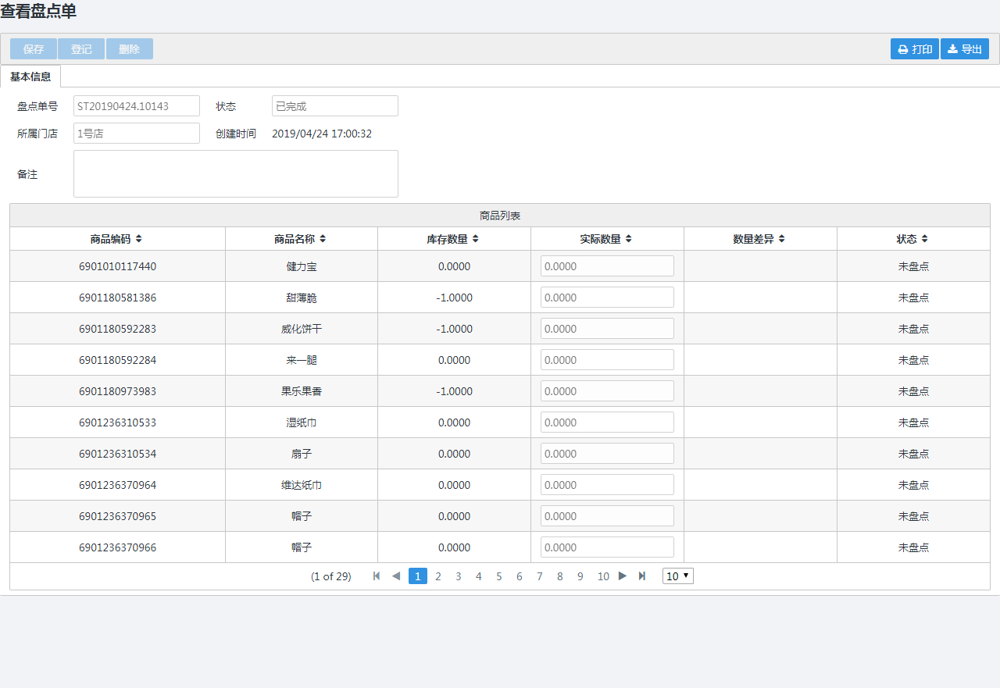 查看盘点单
保存 登记 删除 打印 导出
基本信息
盘点单号 ST20190424.10143 状态 已完成
所属门店 1号店 创建时间 2019/04/24 17:00:32
备注
商品列表
商品编码 商品名称 库存数量 实际数量 数量差异 状态
6901010117440 健力宝 0.0000 0.0000 未盘点
6901180581386 甜薄脆 -1.0000 0.0000 未盘点
6901180592283 威化饼干 -1.0000 0.0000 未盘点
6901180592284 来一腿 0.0000 0.0000 未盘点
6901180973983 果乐果香 -1.0000 0.0000 未盘点
6901236310533 湿纸巾 0.0000 0.0000 未盘点
6901236310534 扇子 0.0000 0.0000 未盘点
6901236370964 维达纸巾 0.0000 0.0000 未盘点
6901236370965 帽子 0.0000 0.0000 未盘点
6901236370966 帽子 0.0000 0.0000 未盘点
(1 of 29) 1 2 3 4 5 6 7 8 9 10 10